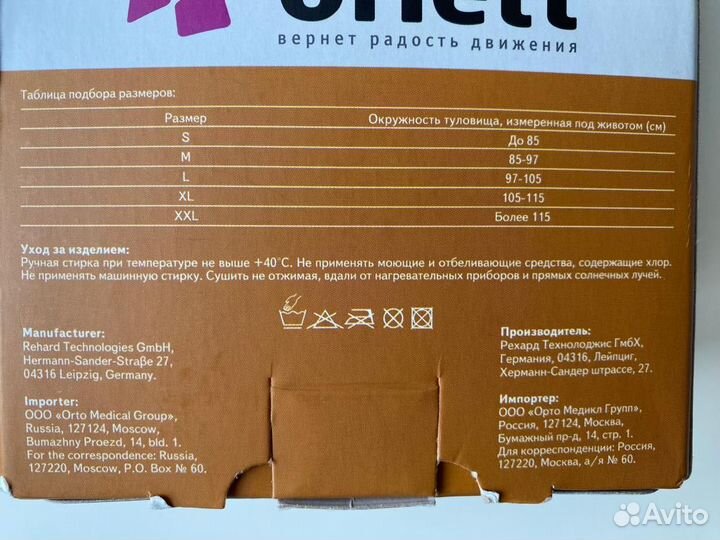 вернет радость движения
Таблица подбора размеров:
Размер Окружность туловища, измеренная под животом (см)
S До 85
M 85-97
L 97-105
XL 105-115
XXL Более 115
Уход за изделием:
Ручная стирка при температуре не выше +40˚С. Не применять моющие и отбеливающие средства, содержащие хлор.
Не применять машинную стирку. Сушить не отжимая, вдали от нагревательных приборов и прямых солнечных лучей.
Manufacturer:
Rehard Technologies GmbH,
Hermann-Sander-Straβe 27,
04316 Leipzig, Germany.
Importer:
ООО «Orto Medical Group»,
Russia, 127124, Moscow,
Bumazhny Proezd, 14, bld. 1.
For the correspondence: Russia,
127220, Moscow, P.O. Box № 60.
Производитель:
Рехард Технолоджис ГмбХ,
Германия, 04316, Лейпциг,
Херманн-Сандер штрассе, 27.
Импортер:
ООО «Орто Медикл Групп»,
Россия, 127124, Москва,
Бумажный пр-д, 14, стр. 1.
Для корреспонденции: Россия,
127220, Москва, а/я № 60.
Avito